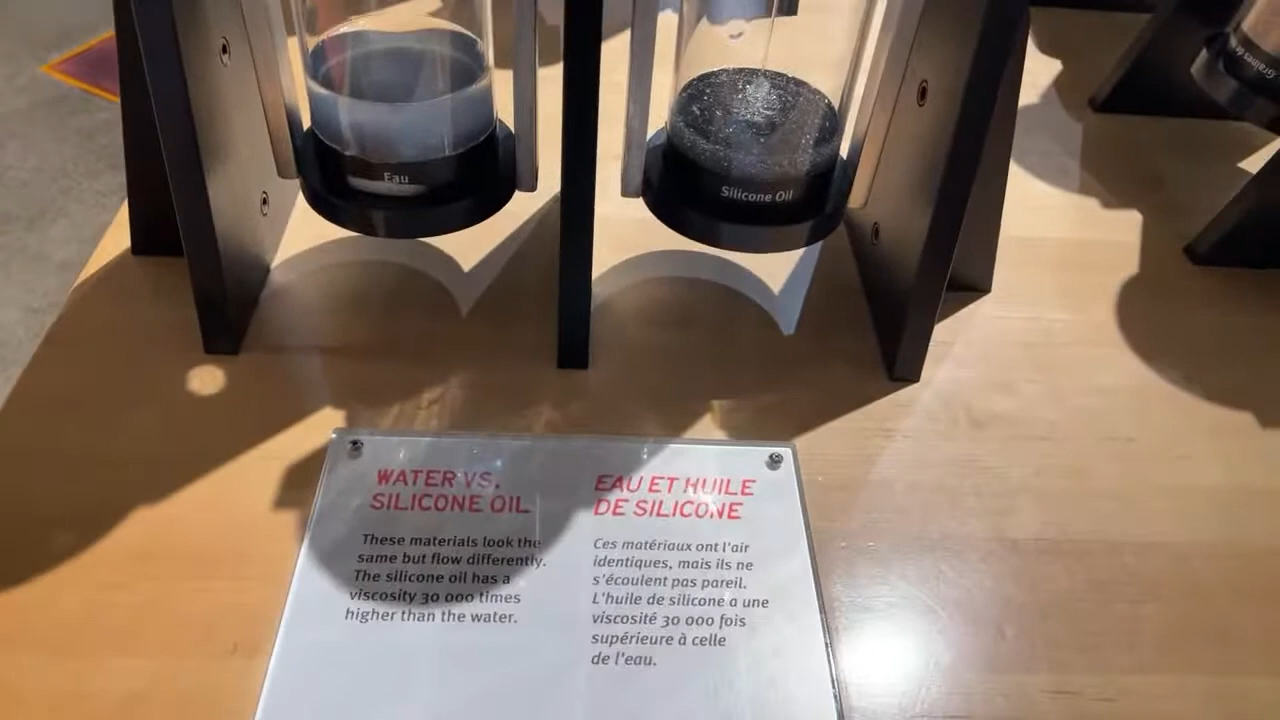 Eau
Silicone Oil
Graines de
WATER VS.
SILICONE OIL
These materials look the
same but flow differently.
The silicone oil has a
viscosity 30 000 times
higher than the water.
EAU ET HUILE
DE SILICONE
Ces matériaux ont l'air
identiques, mais ils ne
s'écoulent pas pareil.
L'huile de silicone a une
viscosité 30 000 fois
supérieure à celle
de l'eau.